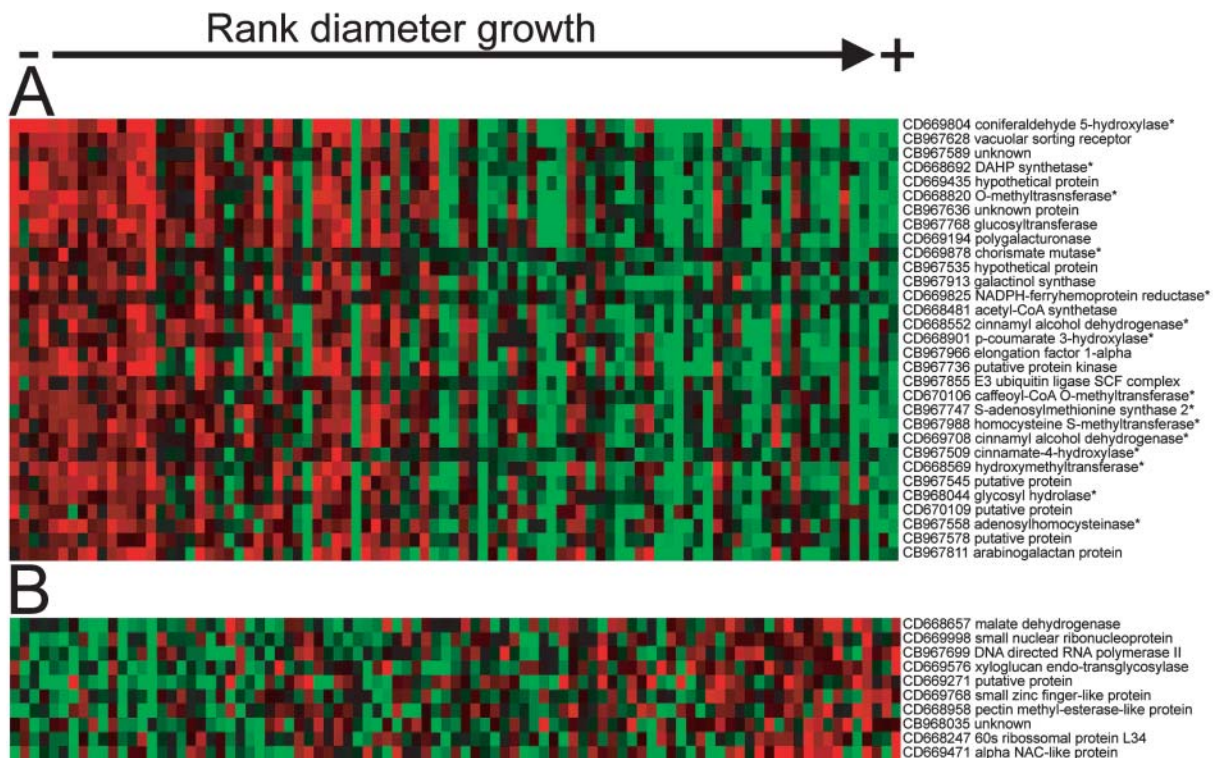 Rank diameter growth
− +
A
CD669804 coniferaldehyde 5-hydroxylase*
CB967628 vacuolar sorting receptor
CB967589 unknown
CD668692 DAHP synthetase*
CD669435 hypothetical protein
CD668820 O-methyltrasnsferase*
CB967636 unknown protein
CB967768 glucosyltransferase
CD669194 polygalacturonase
CD669878 chorismate mutase*
CB967535 hypothetical protein
CB967913 galactinol synthase
CD669825 NADPH-ferryhemoprotein reductase*
CD668481 acetyl-CoA synthetase
CD668552 cinnamyl alcohol dehydrogenase*
CD668901 p-coumarate 3-hydroxylase*
CB967966 elongation factor 1-alpha
CB967736 putative protein kinase
CB967855 E3 ubiquitin ligase SCF complex
CD670106 caffeoyl-CoA O-methyltransferase*
CB967747 S-adenosylmethionine synthase 2*
CB967988 homocysteine S-methyltransferase*
CD669708 cinnamyl alcohol dehydrogenase*
CB967509 cinnamate-4-hydroxylase*
CD668569 hydroxymethyltransferase*
CB967545 putative protein
CB968044 glycosyl hydrolase*
CD670109 putative protein
CB967558 adenosylhomocysteinase*
CB967578 putative protein
CB967811 arabinogalactan protein
B
CD668657 malate dehydrogenase
CD669998 small nuclear ribonucleoprotein
CB967699 DNA directed RNA polymerase II
CD669576 xyloglucan endo-transglycosylase
CD669271 putative protein
CD669768 small zinc finger-like protein
CD668958 pectin methyl-esterase-like protein
CB968035 unknown
CD668247 60s ribossomal protein L34
CD669471 alpha NAC-like protein